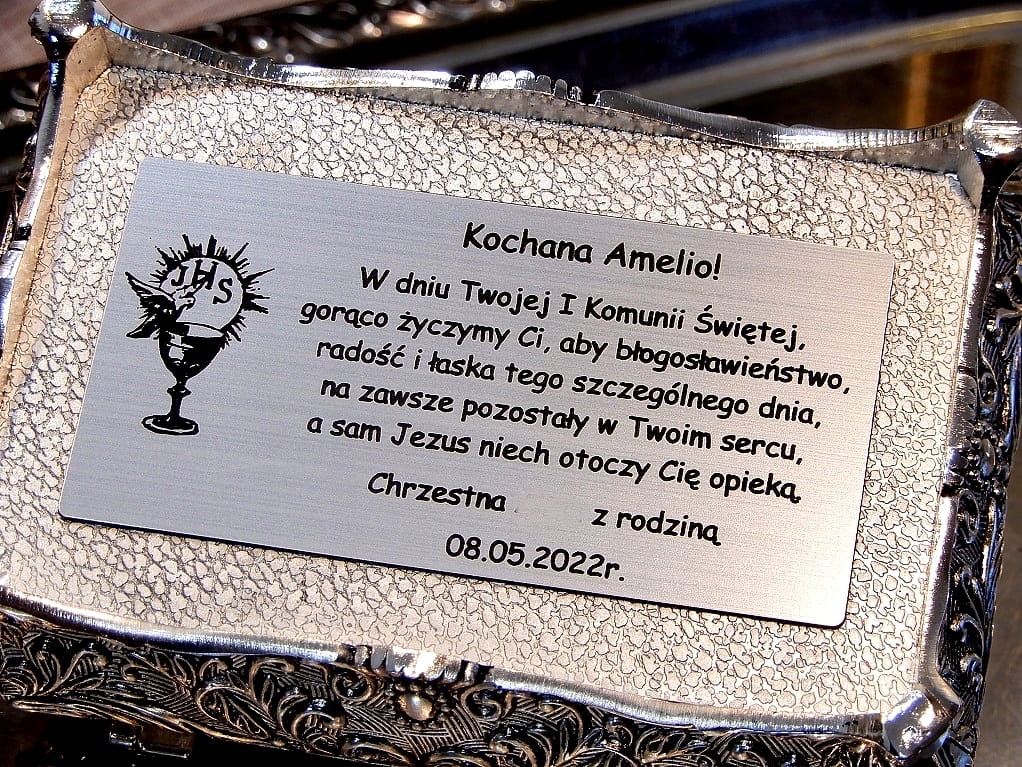 JHS
Kochana Amelio!
W dniu Twojej I Komunii Świętej,
gorąco życzymy Ci, aby błogosławieństwo,
radość i łaska tego szczególnego dnia,
na zawsze pozostały w Twoim sercu,
a sam Jezus niech otoczy Cię opieką
Chrzestna z rodziną
08.05.2022r.